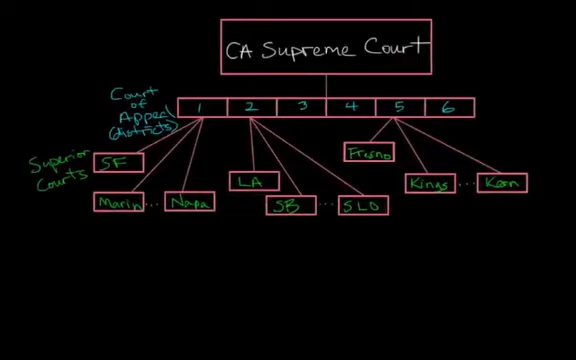 CA Supreme Court
Court
of
Appeal
(districts)
1 2 3 4 5 6
Superior
Courts
SF
Marin ... Napa
LA
SB ... SLO
Fresno
Kings ... Kern